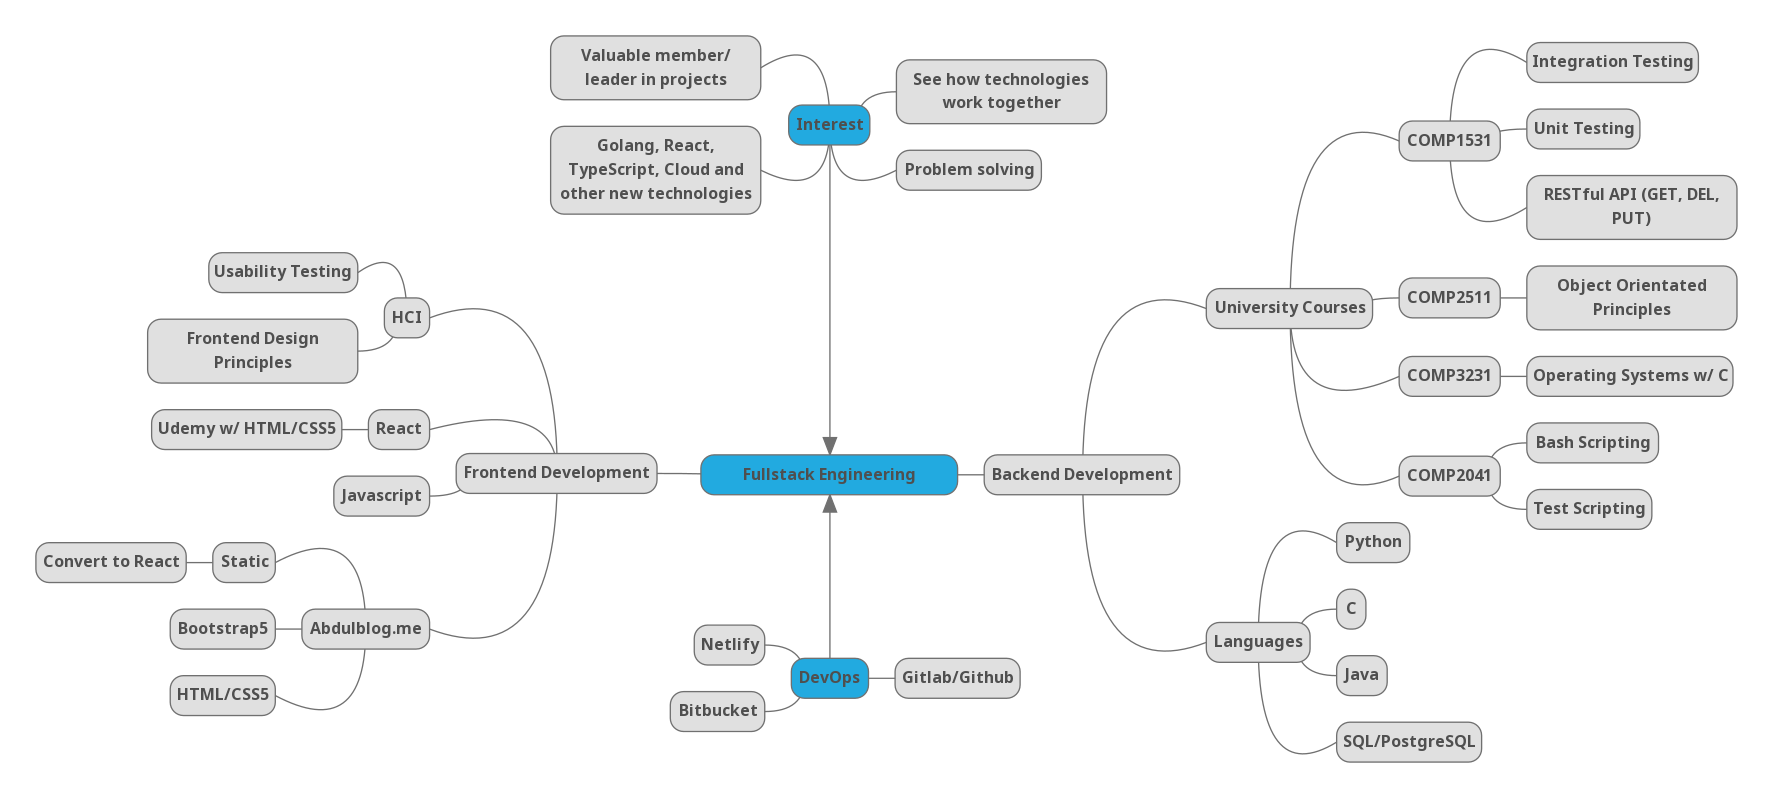 Valuable member/
leader in projects
See how technologies
work together
Interest
Golang, React,
TypeScript, Cloud and
other new technologies
Problem solving
Integration Testing
Unit Testing
COMP1531
RESTful API (GET, DEL,
PUT)
University Courses
COMP2511
Object Orientated
Principles
COMP3231
Operating Systems w/ C
COMP2041
Bash Scripting
Test Scripting
Usability Testing
HCI
Frontend Design
Principles
Udemy w/ HTML/CSS5
React
Frontend Development
Javascript
Fullstack Engineering
Backend Development
Convert to React
Static
Bootstrap5
Abdulblog.me
HTML/CSS5
Netlify
DevOps
Gitlab/Github
Bitbucket
Python
C
Languages
Java
SQL/PostgreSQL